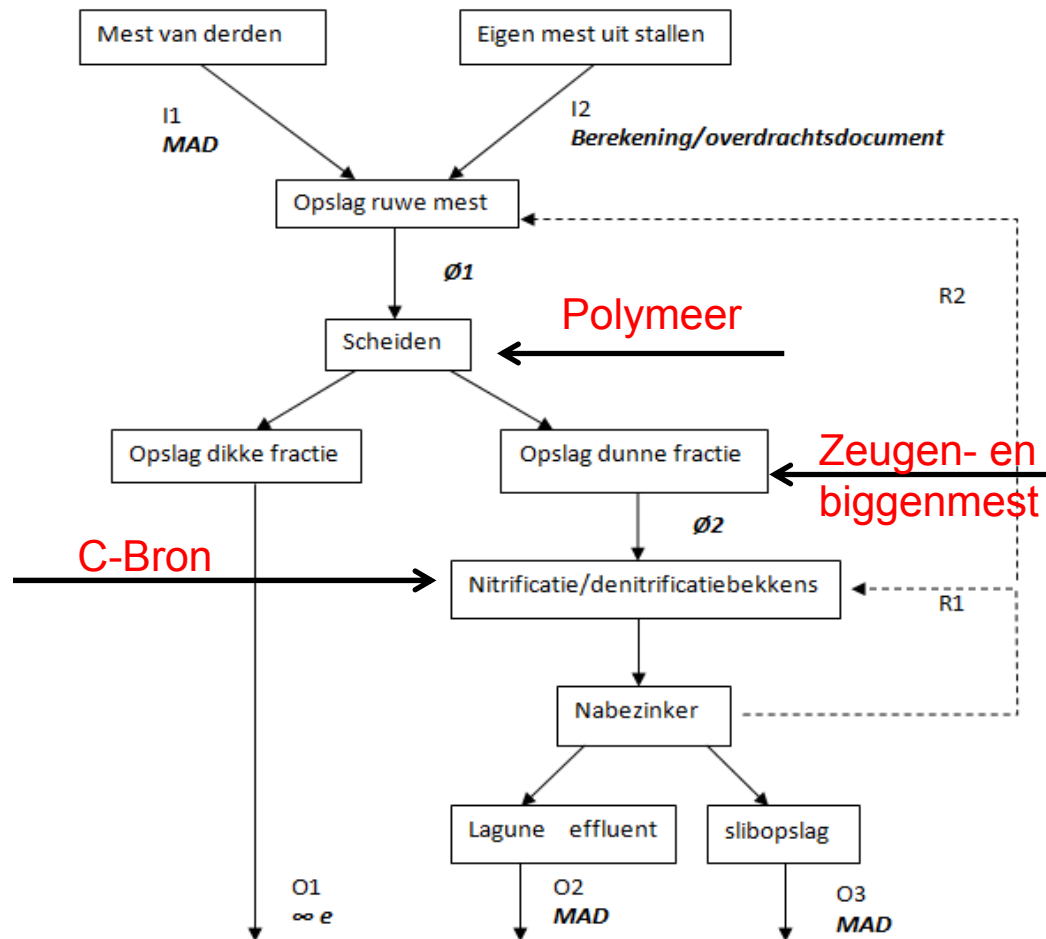 Mest van derden
Eigen mest uit stallen
I1
MAD
I2
Berekening/overdrachtsdocument
Opslag ruwe mest
Ø1
R2
Polymeer
Scheiden
Opslag dikke fractie
Opslag dunne fractie
Zeugen- en
biggenmest
Ø2
C-Bron
Nitrificatie/denitrificatiebekkens
R1
Nabezinker
Lagune effluent
slibopslag
O1
∞ e
O2
MAD
O3
MAD